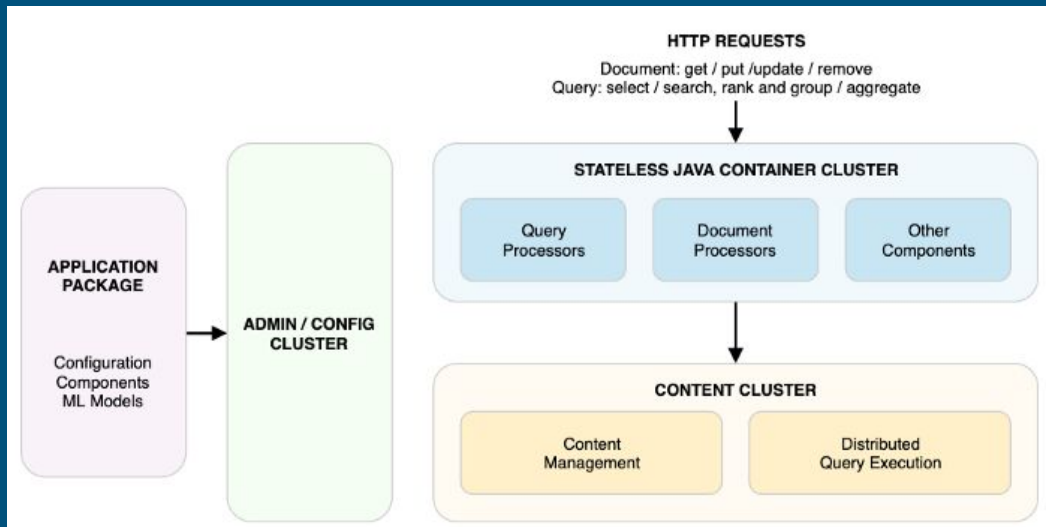 HTTP REQUESTS
Document: get / put /update / remove
Query: select / search, rank and group / aggregate
STATELESS JAVA CONTAINER CLUSTER
Query
Processors
Document
Processors
Other
Components
APPLICATION
PACKAGE
Configuration
Components
ML Models
ADMIN / CONFIG
CLUSTER
CONTENT CLUSTER
Content
Management
Distributed
Query Execution